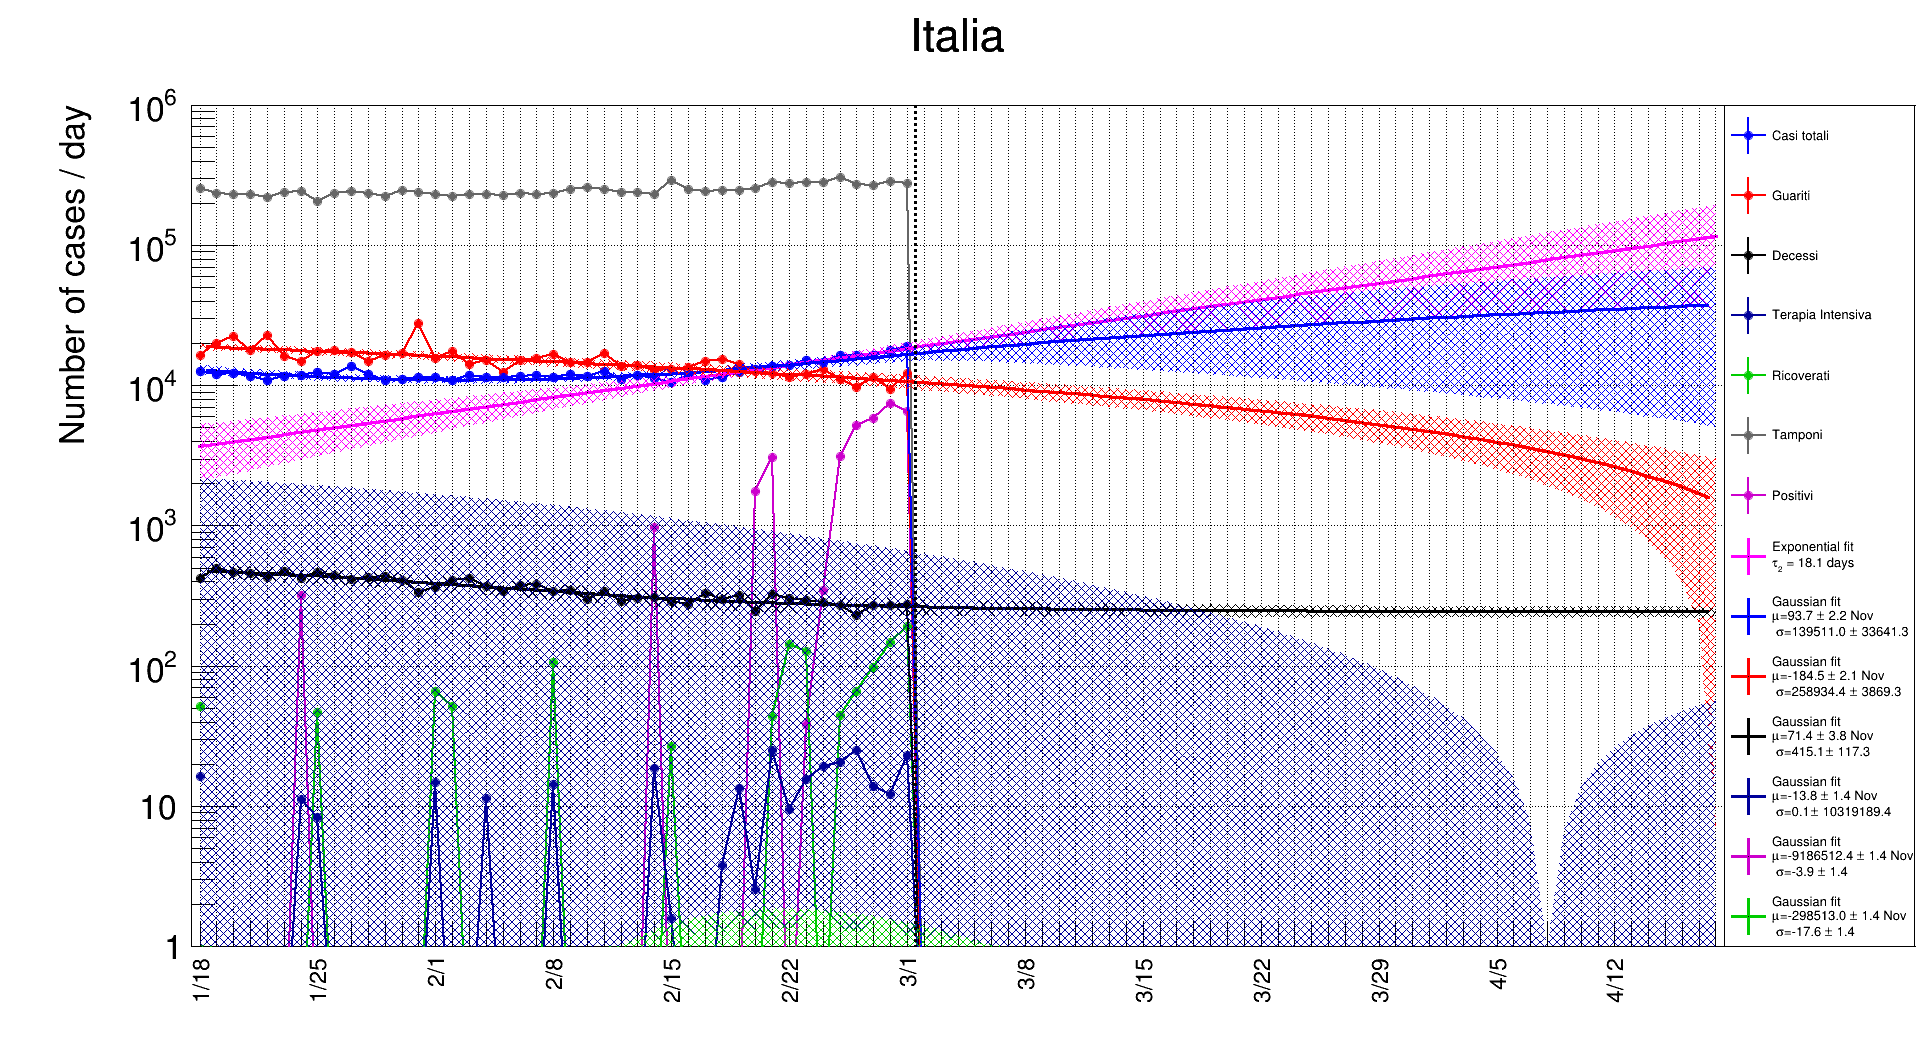 Italia
Number of cases / day
10^6
10^5
10^4
10^3
10^2
10
1
1/18
1/25
2/1
2/8
2/15
2/22
3/1
3/8
3/15
3/22
3/29
4/5
4/12
Casi totali
Guariti
Decessi
Terapia Intensiva
Ricoverati
Tamponi
Positivi
Exponential fit
τ₂ = 18.1 days
Gaussian fit
μ=93.7 ± 2.2 Nov
σ=139511.0 ± 33641.3
Gaussian fit
μ=-184.5 ± 2.1 Nov
σ=258934.4 ± 3869.3
Gaussian fit
μ=71.4 ± 3.8 Nov
σ=415.1 ± 117.3
Gaussian fit
μ=-13.8 ± 1.4 Nov
σ=0.1 ± 10319189.4
Gaussian fit
μ=-9186512.4 ± 1.4 Nov
σ=-3.9 ± 1.4
Gaussian fit
μ=-298513.0 ± 1.4 Nov
σ=-17.6 ± 1.4